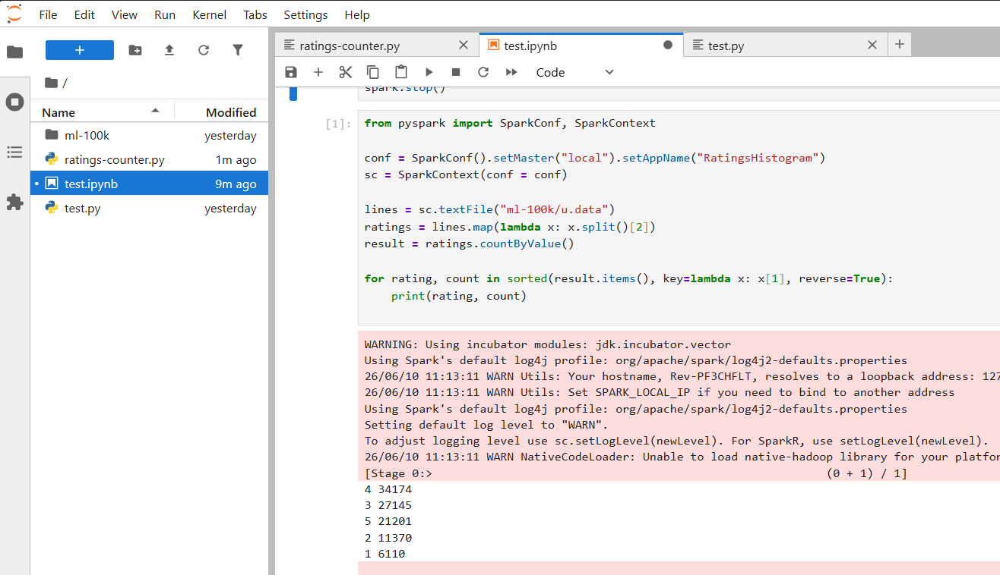 File Edit View Run Kernel Tabs Settings Help
ratings-counter.py
test.ipynb
test.py
Code
/
Name Modified
ml-100k yesterday
ratings-counter.py 1m ago
test.ipynb 9m ago
test.py yesterday
spark.stop()
[1]:
from pyspark import SparkConf, SparkContext
conf = SparkConf().setMaster("local").setAppName("RatingsHistogram")
sc = SparkContext(conf = conf)
lines = sc.textFile("ml-100k/u.data")
ratings = lines.map(lambda x: x.split()[2])
result = ratings.countByValue()
for rating, count in sorted(result.items(), key=lambda x: x[1], reverse=True):
    print(rating, count)
WARNING: Using incubator modules: jdk.incubator.vector
Using Spark's default log4j profile: org/apache/spark/log4j2-defaults.properties
26/06/10 11:13:11 WARN Utils: Your hostname, Rev-PF3CHFLT, resolves to a loopback address: 127
26/06/10 11:13:11 WARN Utils: Set SPARK_LOCAL_IP if you need to bind to another address
Using Spark's default log4j profile: org/apache/spark/log4j2-defaults.properties
Setting default log level to "WARN".
To adjust logging level use sc.setLogLevel(newLevel). For SparkR, use setLogLevel(newLevel).
26/06/10 11:13:11 WARN NativeCodeLoader: Unable to load native-hadoop library for your platfor
[Stage 0:> (0 + 1) / 1]
4 34174
3 27145
5 21201
2 11370
1 6110